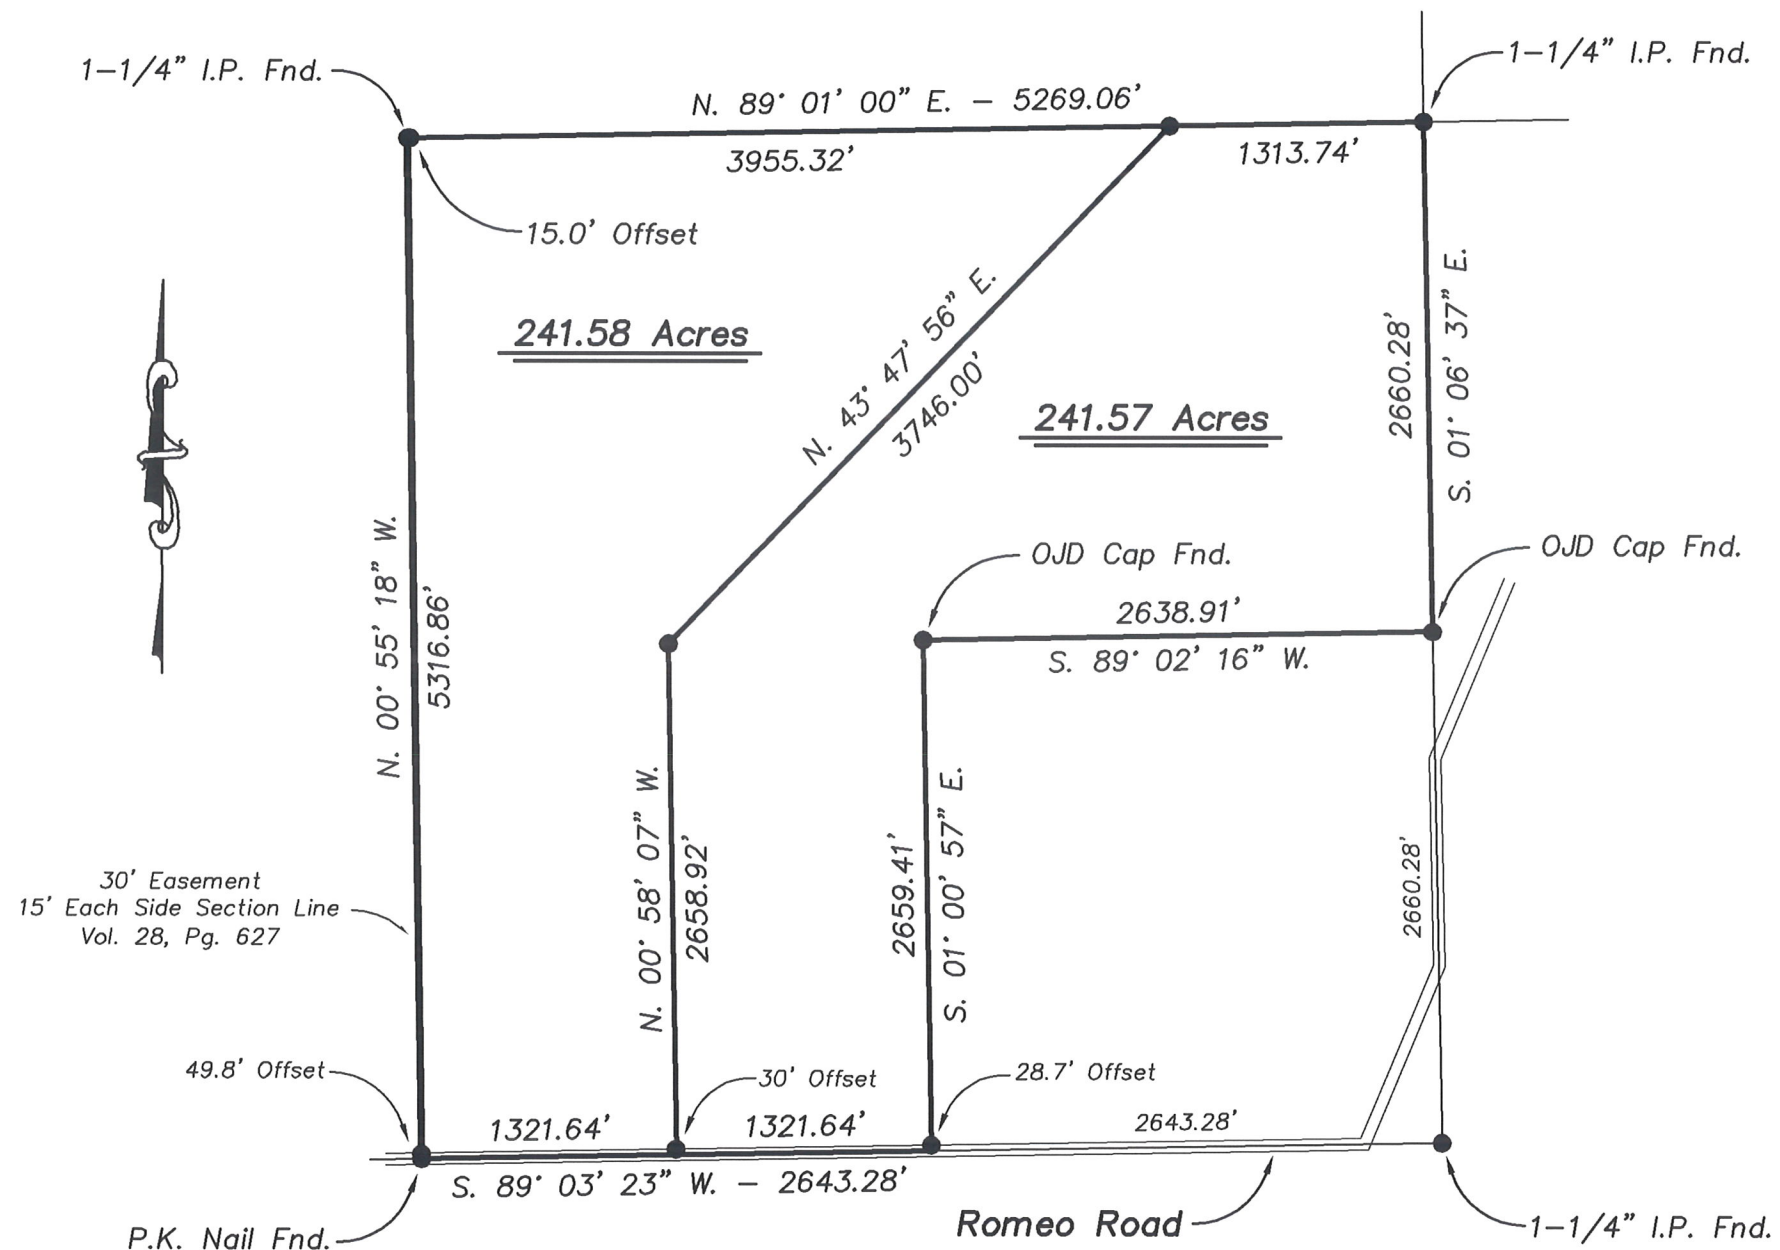 1-1/4” I.P. Fnd.
1-1/4” I.P. Fnd.
N. 89° 01’ 00” E. - 5269.06’
3955.32’
1313.74’
15.0’ Offset
241.58 Acres
N. 43° 47’ 56” E.
3746.00’
241.57 Acres
2660.28’
S. 01° 06’ 37” E.
OJD Cap Fnd.
OJD Cap Fnd.
2638.91’
S. 89° 02’ 16” W.
N. 00° 55’ 18” W.
5316.86’
N. 00° 58’ 07” W.
2658.92’
2659.41’
S. 01° 00’ 57” E.
2660.28’
30’ Easement
15’ Each Side Section Line
Vol. 28, Pg. 627
49.8’ Offset
30’ Offset
28.7’ Offset
1321.64’
1321.64’
2643.28’
S. 89° 03’ 23” W. - 2643.28’
P.K. Nail Fnd.
Romeo Road
1-1/4” I.P. Fnd.